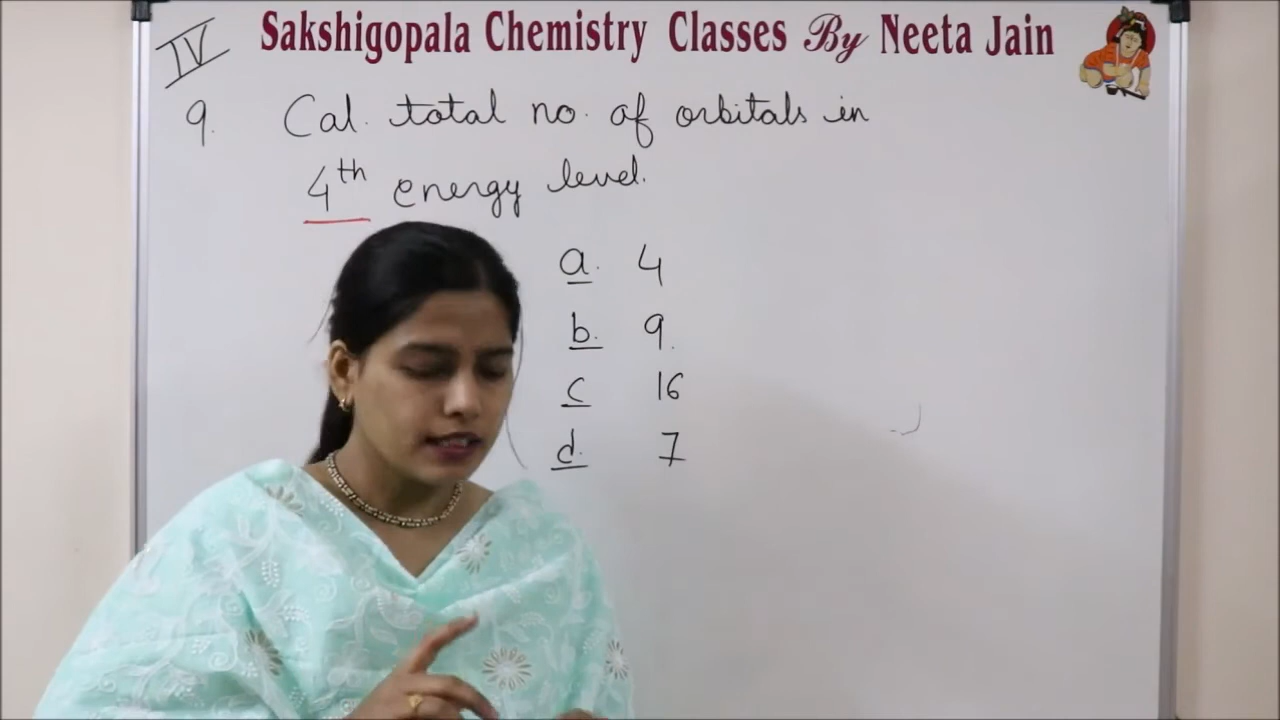 Sakshigopala Chemistry Classes By Neeta Jain
IV
9. Cal. total no. of orbitals in
4th energy level.
a. 4
b. 9.
c 16
d. 7